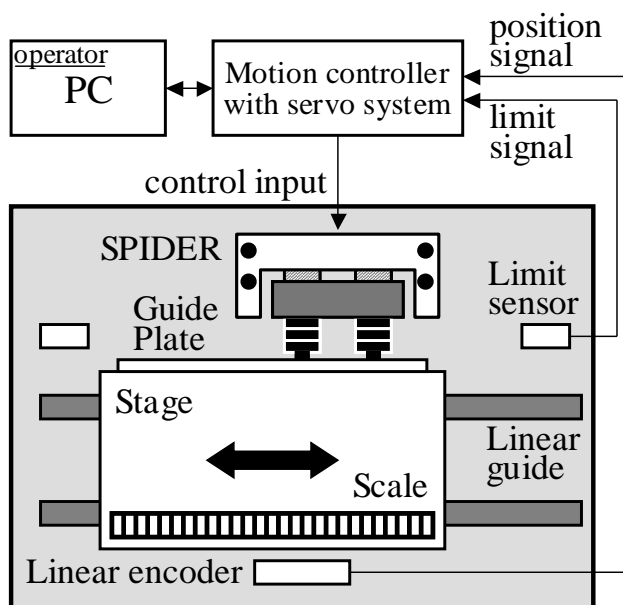 operator
PC
Motion controller
with servo system
position
signal
limit
signal
control input
SPIDER
Limit
sensor
Guide
Plate
Stage
Linear
guide
Scale
Linear encoder